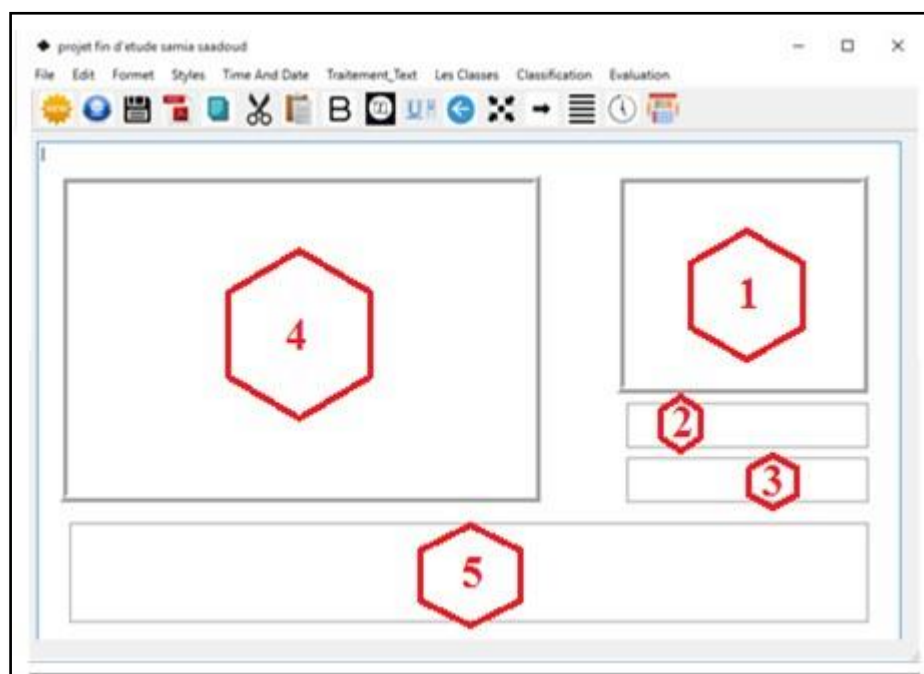 projet fin d'etude samia saadoud
File Edit Formet Styles Time And Date Traitement_Text Les Classes Classification Evaluation
B
4
1
2
3
5